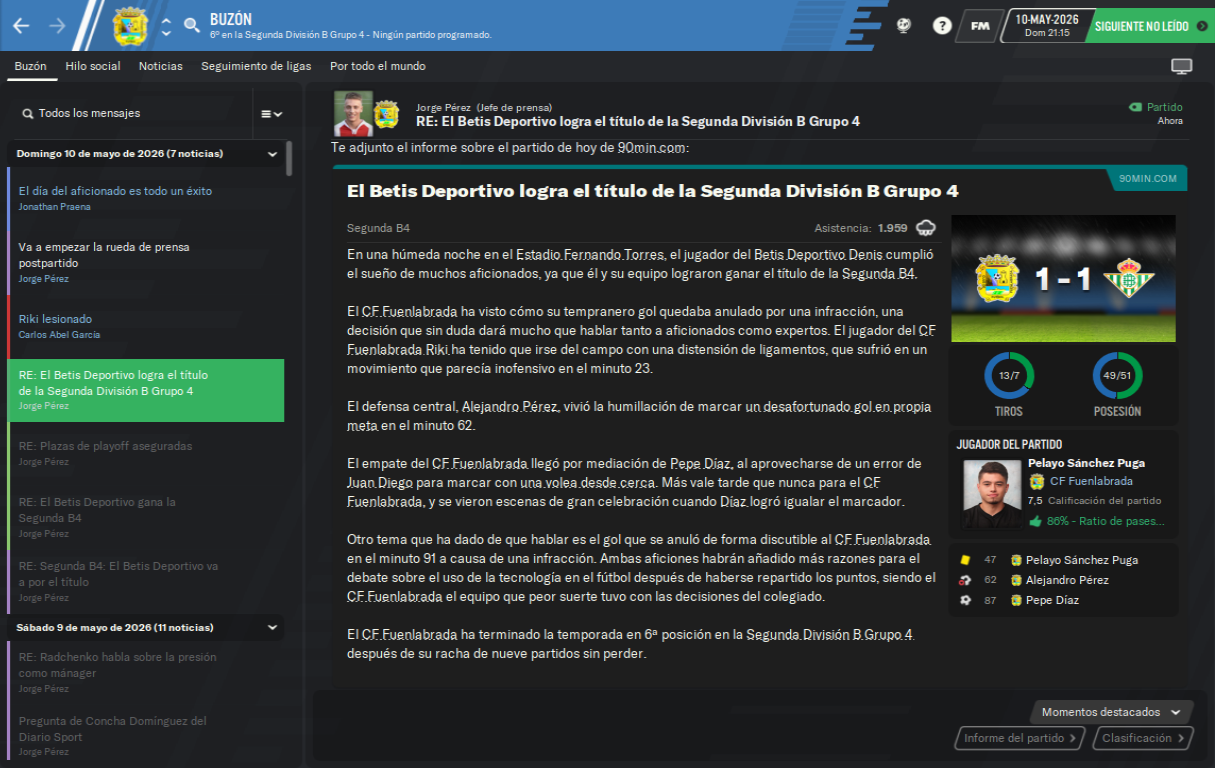 BUZÓN
6º en la Segunda División B Grupo 4 - Ningún partido programado.
?
FM
10-MAY-2026
Dom 21:15
SIGUIENTE NO LEÍDO
Buzón
Hilo social
Noticias
Seguimiento de ligas
Por todo el mundo
Todos los mensajes
Domingo 10 de mayo de 2026 (7 noticias)
El día del aficionado es todo un éxito
Jonathan Praena
Va a empezar la rueda de prensa
postpartido
Jorge Pérez
Riki lesionado
Carlos Abel García
RE: El Betis Deportivo logra el título
de la Segunda División B Grupo 4
Jorge Pérez
RE: Plazas de playoff aseguradas
Jorge Pérez
RE: El Betis Deportivo gana la
Segunda B4
Jorge Pérez
RE: Segunda B4: El Betis Deportivo va
a por el título
Jorge Pérez
Sábado 9 de mayo de 2026 (11 noticias)
RE: Radchenko habla sobre la presión
como mánager
Jorge Pérez
Pregunta de Concha Domínguez del
Diario Sport
Jorge Pérez
Jorge Pérez (Jefe de prensa)
RE: El Betis Deportivo logra el título de la Segunda División B Grupo 4
Partido
Ahora
Te adjunto el informe sobre el partido de hoy de 90min.com:
90MIN.COM
El Betis Deportivo logra el título de la Segunda División B Grupo 4
Segunda B4
Asistencia: 1.959
En una húmeda noche en el Estadio Fernando Torres, el jugador del Betis Deportivo Denis cumplió
el sueño de muchos aficionados, ya que él y su equipo lograron ganar el título de la Segunda B4.
El CF Fuenlabrada ha visto cómo su tempranero gol quedaba anulado por una infracción, una
decisión que sin duda dará mucho que hablar tanto a aficionados como expertos. El jugador del CF
Fuenlabrada Riki ha tenido que irse del campo con una distensión de ligamentos, que sufrió en un
movimiento que parecía inofensivo en el minuto 23.
El defensa central, Alejandro Pérez, vivió la humillación de marcar un desafortunado gol en propia
meta en el minuto 62.
El empate del CF Fuenlabrada llegó por mediación de Pepe Díaz, al aprovecharse de un error de
Juan Diego para marcar con una volea desde cerca. Más vale tarde que nunca para el CF
Fuenlabrada, y se vieron escenas de gran celebración cuando Díaz logró igualar el marcador.
Otro tema que ha dado de que hablar es el gol que se anuló de forma discutible al CF Fuenlabrada
en el minuto 91 a causa de una infracción. Ambas aficiones habrán añadido más razones para el
debate sobre el uso de la tecnología en el fútbol después de haberse repartido los puntos, siendo el
CF Fuenlabrada el equipo que peor suerte tuvo con las decisiones del colegiado.
El CF Fuenlabrada ha terminado la temporada en 6ª posición en la Segunda División B Grupo 4.
después de su racha de nueve partidos sin perder.
1 - 1
13/7
TIROS
49/51
POSESIÓN
JUGADOR DEL PARTIDO
Pelayo Sánchez Puga
CF Fuenlabrada
7,5 Calificación del partido
86% - Ratio de pases...
47 Pelayo Sánchez Puga
62 Alejandro Pérez
87 Pepe Díaz
Momentos destacados
Informe del partido
Clasificación